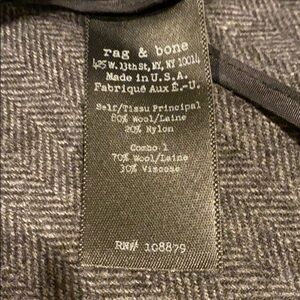 rag & bone
425 W. 13th St, NY, NY 10014
Made in U.S.A.
Fabriqué Aux É.-U.
Self/Tissu Principal
80% Wool/Laine
20% Nylon
Combo 1
70% Wool/Laine
30% Viscose
RN# 108879